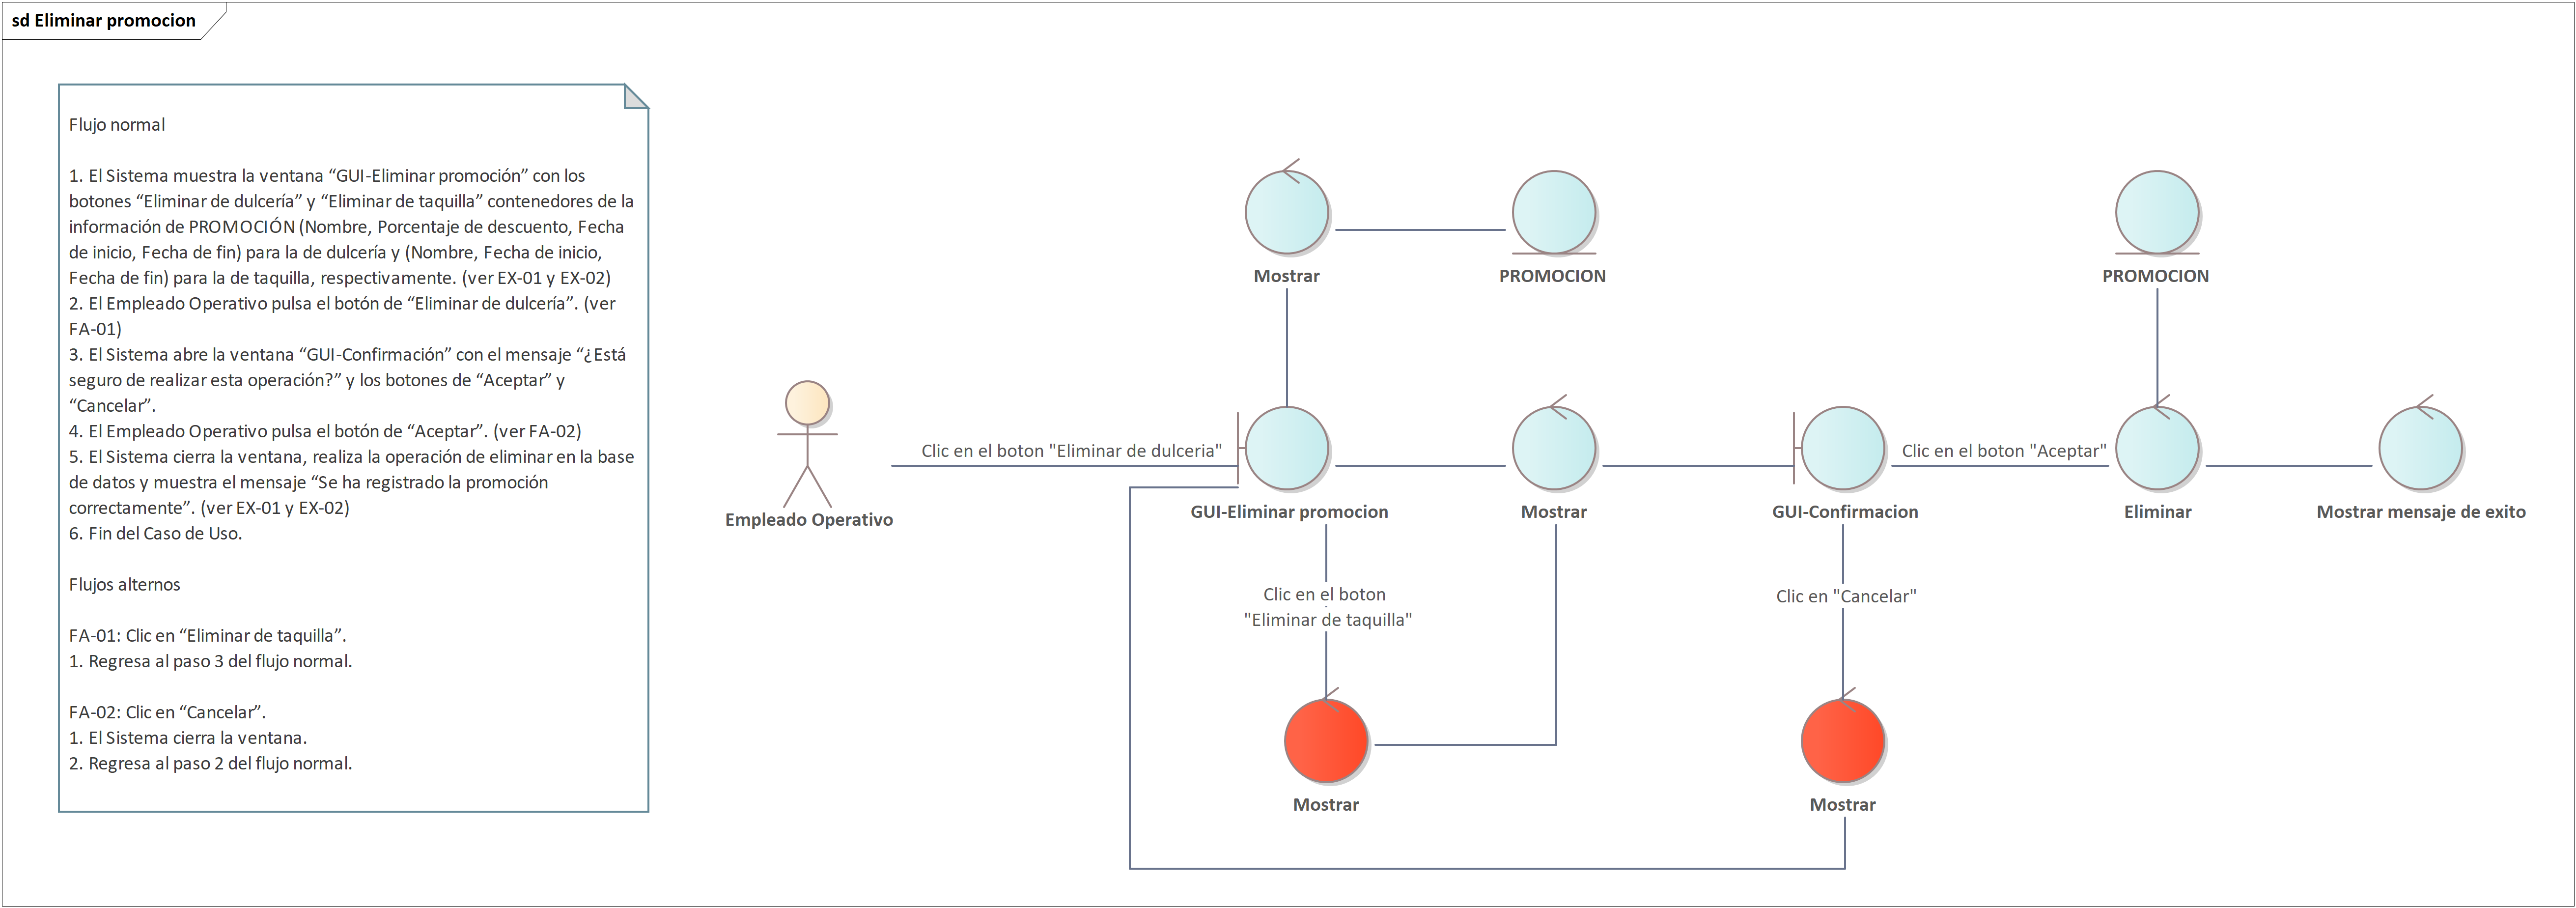 sd Eliminar promocion
Flujo normal
1. El Sistema muestra la ventana “GUI-Eliminar promoción” con los
botones “Eliminar de dulcería” y “Eliminar de taquilla” contenedores de la
información de PROMOCIÓN (Nombre, Porcentaje de descuento, Fecha
de inicio, Fecha de fin) para la de dulcería y (Nombre, Fecha de inicio,
Fecha de fin) para la de taquilla, respectivamente. (ver EX-01 y EX-02)
2. El Empleado Operativo pulsa el botón de “Eliminar de dulcería”. (ver
FA-01)
3. El Sistema abre la ventana “GUI-Confirmación” con el mensaje “¿Está
seguro de realizar esta operación?” y los botones de “Aceptar” y
“Cancelar”.
4. El Empleado Operativo pulsa el botón de “Aceptar”. (ver FA-02)
5. El Sistema cierra la ventana, realiza la operación de eliminar en la base
de datos y muestra el mensaje “Se ha registrado la promoción
correctamente”. (ver EX-01 y EX-02)
6. Fin del Caso de Uso.
Flujos alternos
FA-01: Clic en “Eliminar de taquilla”.
1. Regresa al paso 3 del flujo normal.
FA-02: Clic en “Cancelar”.
1. El Sistema cierra la ventana.
2. Regresa al paso 2 del flujo normal.
Mostrar
PROMOCION
PROMOCION
Clic en el boton "Eliminar de dulceria"
Clic en el boton "Aceptar"
Empleado Operativo
GUI-Eliminar promocion
Mostrar
GUI-Confirmacion
Eliminar
Mostrar mensaje de exito
Clic en el boton
"Eliminar de taquilla"
Clic en "Cancelar"
Mostrar
Mostrar